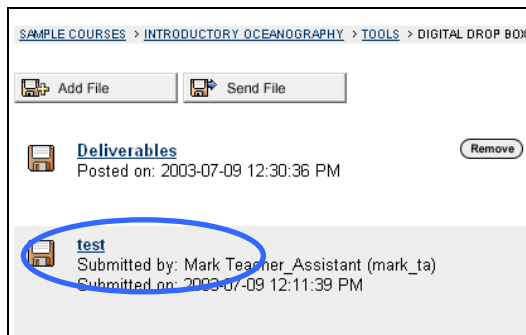 SAMPLE COURSES > INTRODUCTORY OCEANOGRAPHY > TOOLS > DIGITAL DROP BOX
Add File Send File
Deliverables Remove
Posted on: 2003-07-09 12:30:36 PM
test
Submitted by: Mark Teacher_Assistant (mark_ta)
Submitted on: 2003-07-09 12:11:39 PM